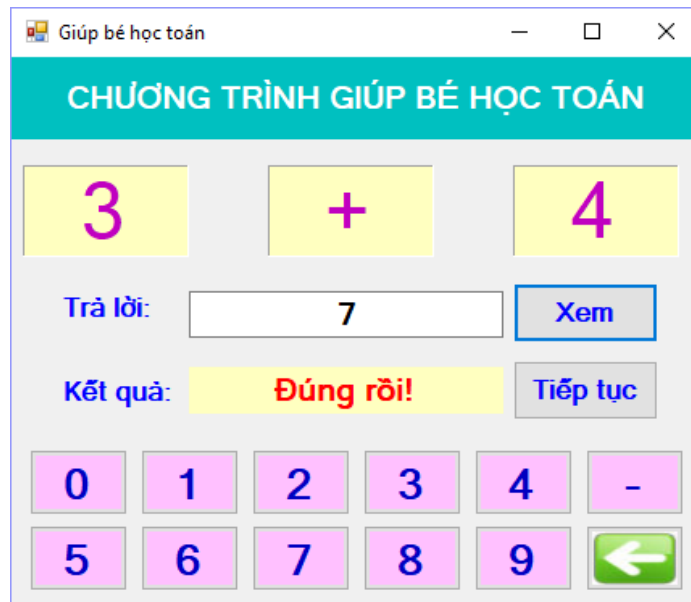 Giúp bé học toán
CHƯƠNG TRÌNH GIÚP BÉ HỌC TOÁN
3 + 4
Trả lời: 7 Xem
Kết quả: Đúng rồi! Tiếp tục
0 1 2 3 4 -
5 6 7 8 9